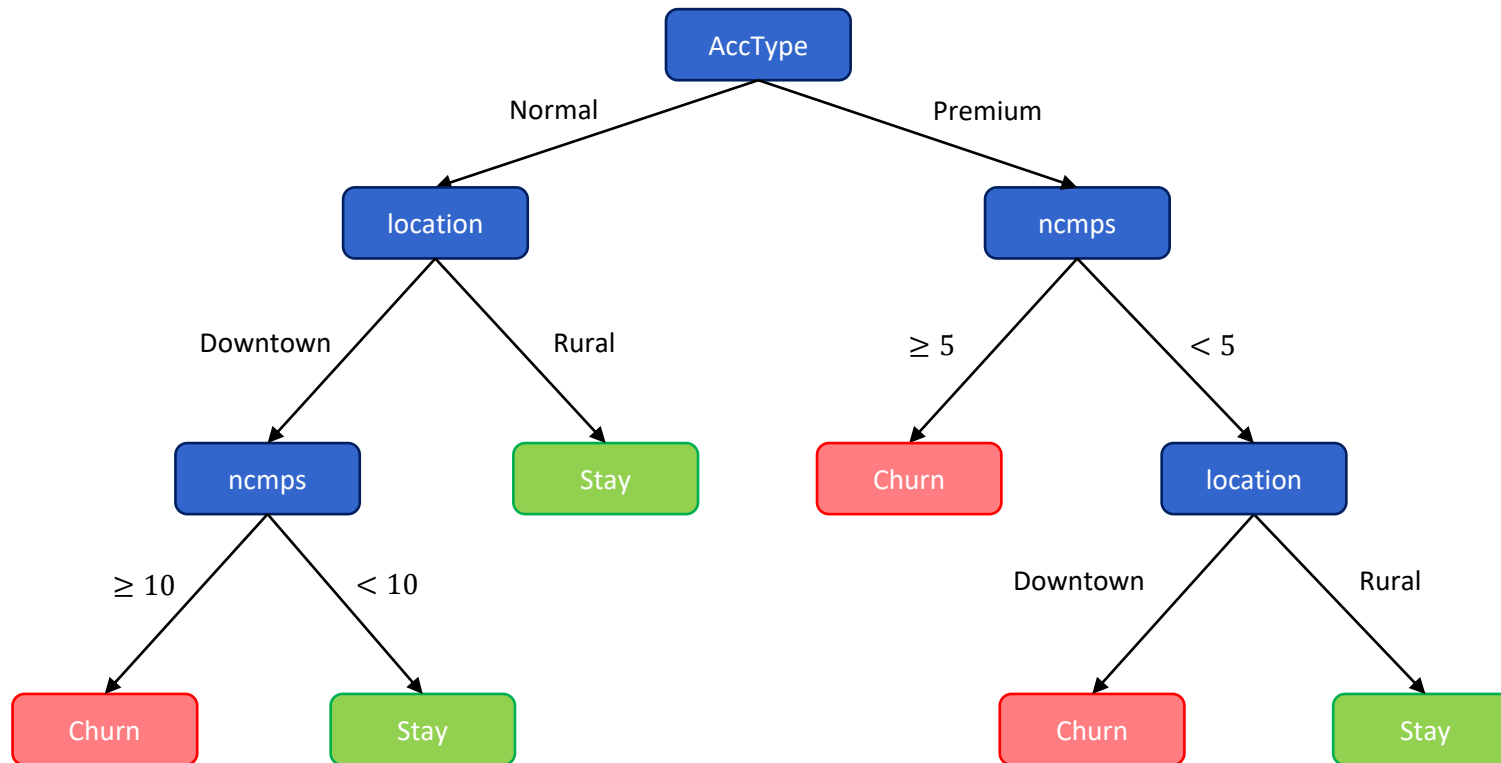 AccType
Normal
Premium
location
ncmps
Downtown
Rural
≥ 5
< 5
ncmps
Stay
Churn
location
≥ 10
< 10
Downtown
Rural
Churn
Stay
Churn
Stay